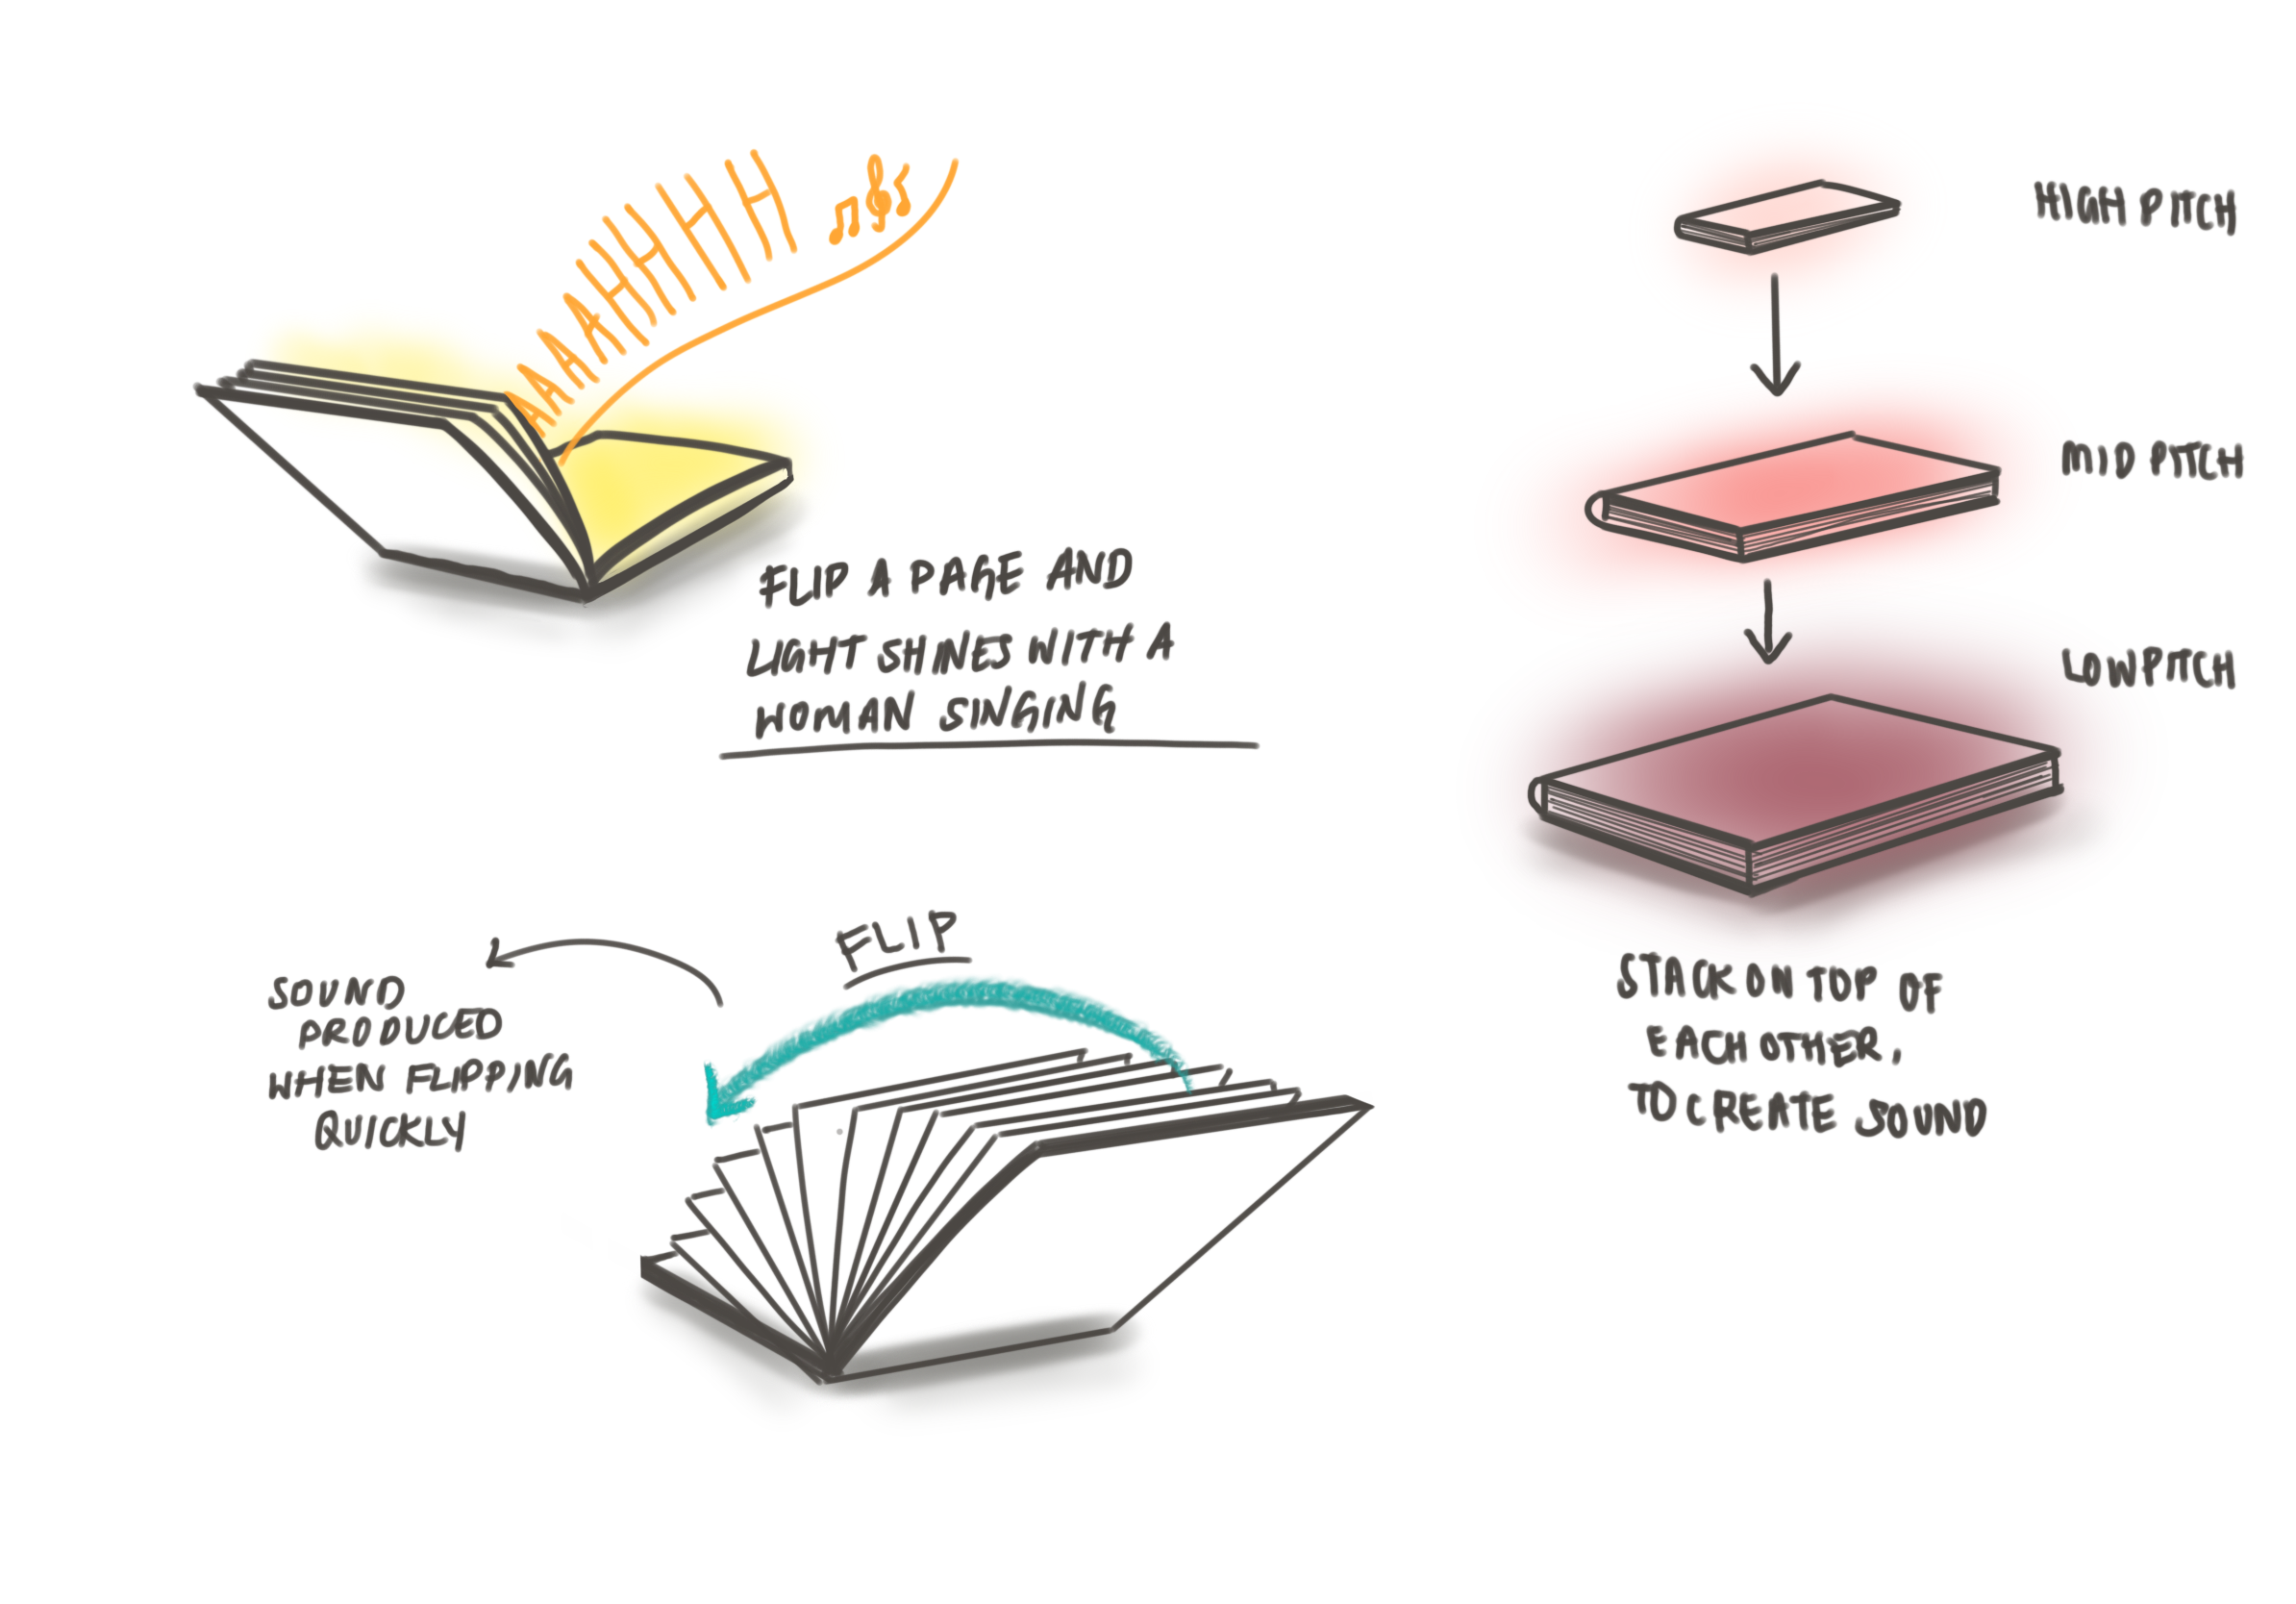 AAAAAHHHHH
FLIP A PAGE AND
LIGHT SHINES WITH A
WOMAN SINGING
HIGH PITCH
MID PITCH
LOW PITCH
STACK ON TOP OF
EACH OTHER,
TO CREATE SOUND
FLIP
SOUND
PRODUCED
WHEN FLIPPING
QUICKLY